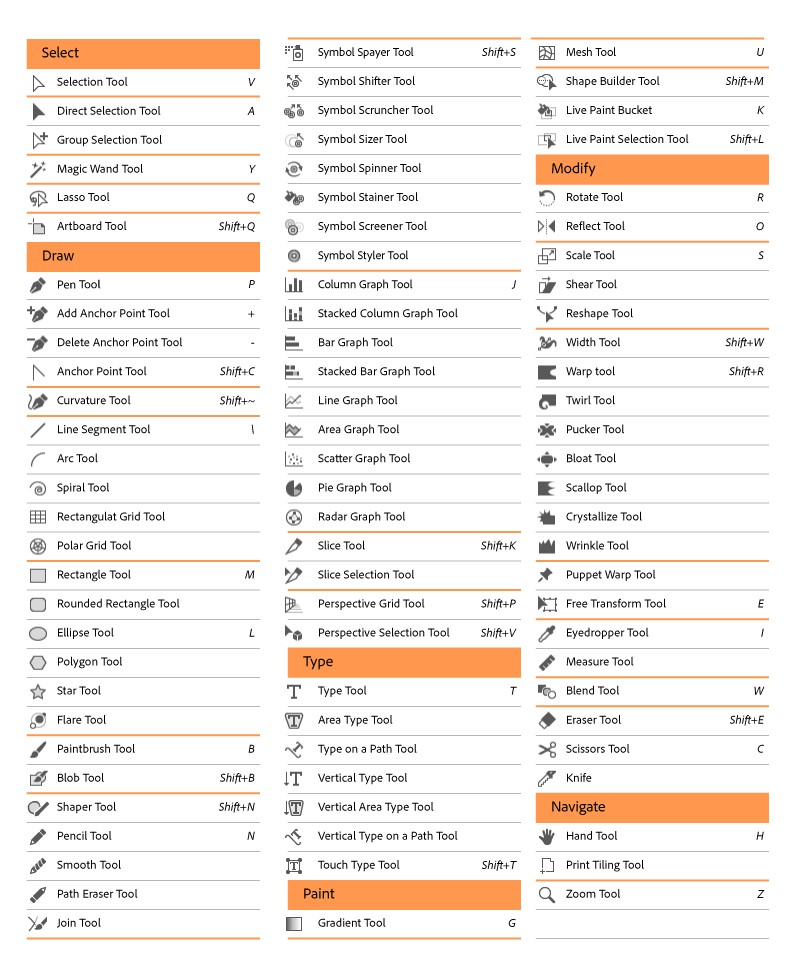 Select
Selection Tool V
Direct Selection Tool A
Group Selection Tool
Magic Wand Tool Y
Lasso Tool Q
Artboard Tool Shift+Q
Draw
Pen Tool P
Add Anchor Point Tool +
Delete Anchor Point Tool -
Anchor Point Tool Shift+C
Curvature Tool Shift+~
Line Segment Tool \
Arc Tool
Spiral Tool
Rectangulat Grid Tool
Polar Grid Tool
Rectangle Tool M
Rounded Rectangle Tool
Ellipse Tool L
Polygon Tool
Star Tool
Flare Tool
Paintbrush Tool B
Blob Tool Shift+B
Shaper Tool Shift+N
Pencil Tool N
Smooth Tool
Path Eraser Tool
Join Tool
Symbol Spayer Tool Shift+S
Symbol Shifter Tool
Symbol Scruncher Tool
Symbol Sizer Tool
Symbol Spinner Tool
Symbol Stainer Tool
Symbol Screener Tool
Symbol Styler Tool
Column Graph Tool J
Stacked Column Graph Tool
Bar Graph Tool
Stacked Bar Graph Tool
Line Graph Tool
Area Graph Tool
Scatter Graph Tool
Pie Graph Tool
Radar Graph Tool
Slice Tool Shift+K
Slice Selection Tool
Perspective Grid Tool Shift+P
Perspective Selection Tool Shift+V
Type
Type Tool T
Area Type Tool
Type on a Path Tool
Vertical Type Tool
Vertical Area Type Tool
Vertical Type on a Path Tool
Touch Type Tool Shift+T
Paint
Gradient Tool G
Mesh Tool U
Shape Builder Tool Shift+M
Live Paint Bucket K
Live Paint Selection Tool Shift+L
Modify
Rotate Tool R
Reflect Tool O
Scale Tool S
Shear Tool
Reshape Tool
Width Tool Shift+W
Warp tool Shift+R
Twirl Tool
Pucker Tool
Bloat Tool
Scallop Tool
Crystallize Tool
Wrinkle Tool
Puppet Warp Tool
Free Transform Tool E
Eyedropper Tool I
Measure Tool
Blend Tool W
Eraser Tool Shift+E
Scissors Tool C
Knife
Navigate
Hand Tool H
Print Tiling Tool
Zoom Tool Z